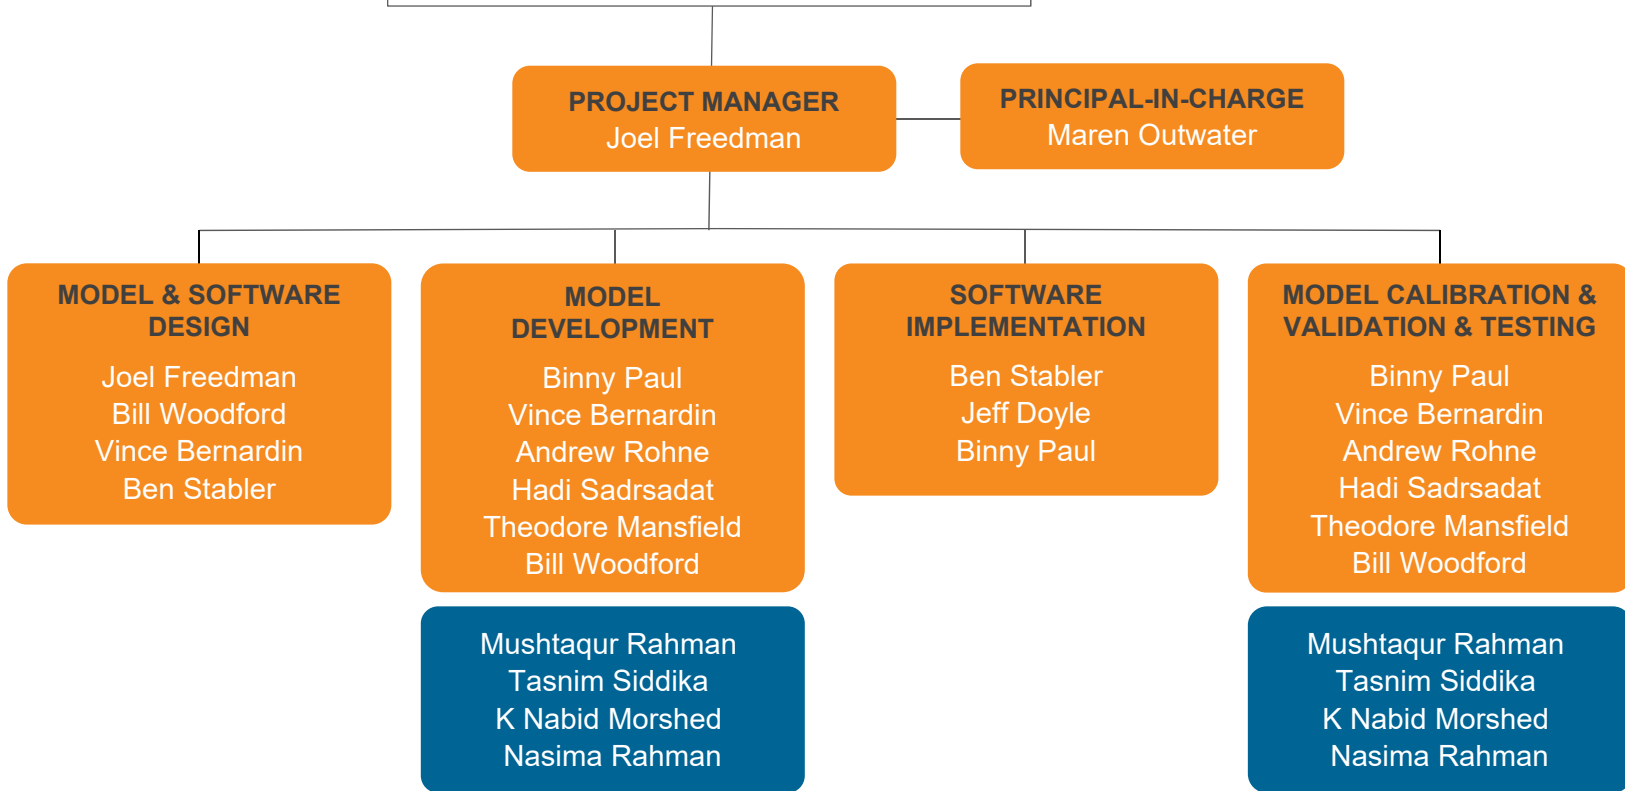 PROJECT MANAGER
Joel Freedman
PRINCIPAL-IN-CHARGE
Maren Outwater
MODEL & SOFTWARE
DESIGN
Joel Freedman
Bill Woodford
Vince Bernardin
Ben Stabler
MODEL
DEVELOPMENT
Binny Paul
Vince Bernardin
Andrew Rohne
Hadi Sadrsadat
Theodore Mansfield
Bill Woodford
Mushtaqur Rahman
Tasnim Siddika
K Nabid Morshed
Nasima Rahman
SOFTWARE
IMPLEMENTATION
Ben Stabler
Jeff Doyle
Binny Paul
MODEL CALIBRATION &
VALIDATION & TESTING
Binny Paul
Vince Bernardin
Andrew Rohne
Hadi Sadrsadat
Theodore Mansfield
Bill Woodford
Mushtaqur Rahman
Tasnim Siddika
K Nabid Morshed
Nasima Rahman